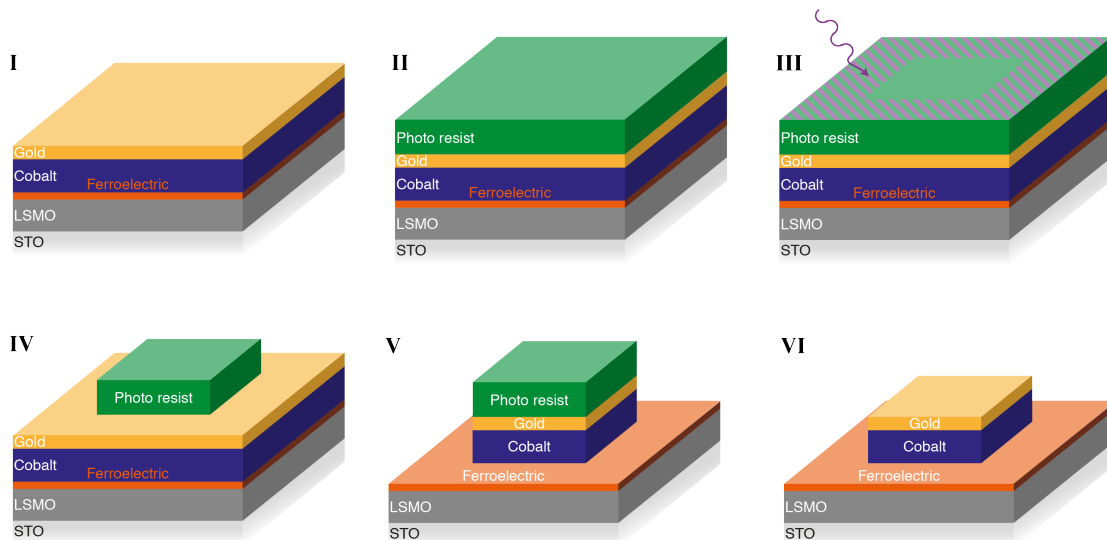 I
Gold
Cobalt
Ferroelectric
LSMO
STO
II
Photo resist
Gold
Cobalt
Ferroelectric
LSMO
STO
III
Photo resist
Gold
Cobalt
Ferroelectric
LSMO
STO
IV
Photo resist
Gold
Cobalt
Ferroelectric
LSMO
STO
V
Photo resist
Gold
Cobalt
Ferroelectric
LSMO
STO
VI
Gold
Cobalt
Ferroelectric
LSMO
STO